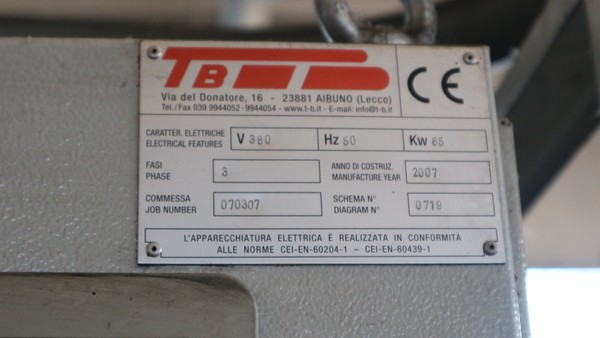 TB
Via del Donatore, 16 - 23881 AIBUNO (Lecco)
Tel./Fax 039 9944052 - 9944054 - www.t-b.it - E-mail: info@t-b.it
CE
CARATTER. ELETTRICHE
ELECTRICAL FEATURES
V 380
Hz 50
Kw 65
FASI
PHASE
3
ANNO DI COSTRUZ.
MANUFACTURE YEAR
2007
COMMESSA
JOB NUMBER
070307
SCHEMA N°
DIAGRAM N°
0719
L'APPARECCHIATURA ELETTRICA È REALIZZATA IN CONFORMITÀ
ALLE NORME CEI-EN-60204-1 - CEI-EN-60439-1